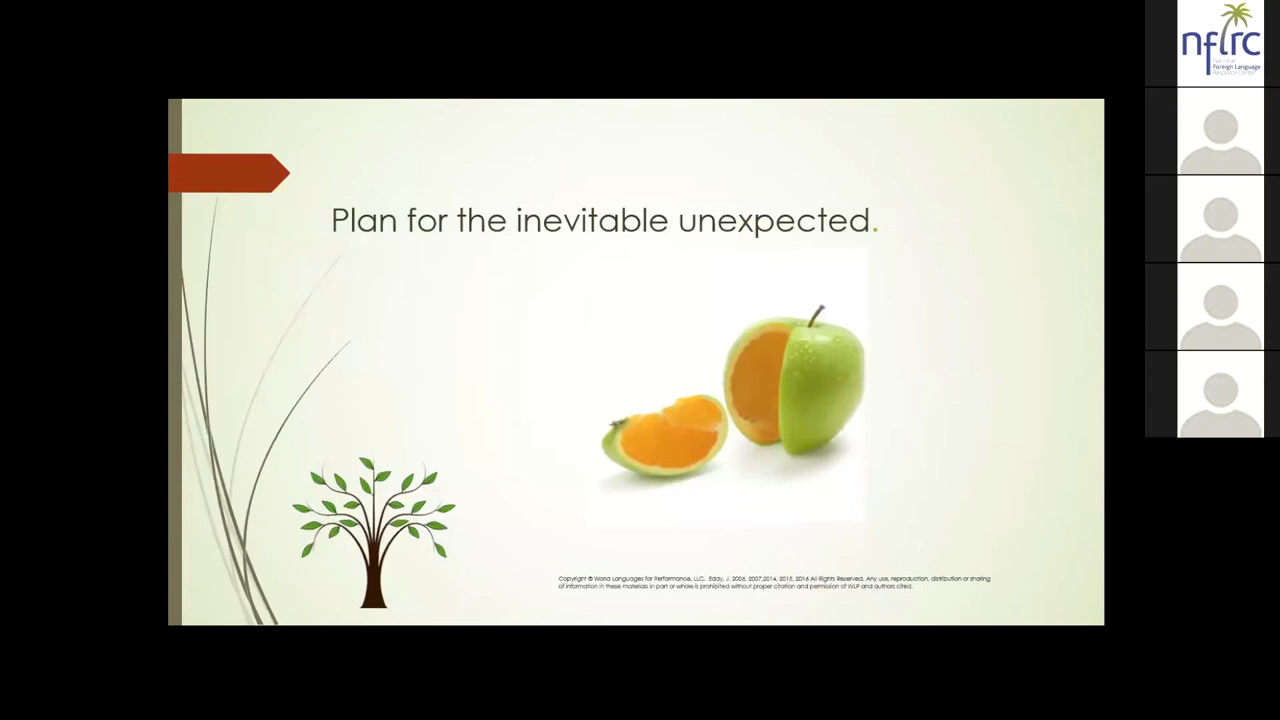 nflrc
Foreign Language
Resource Center
Plan for the inevitable unexpected.
Copyright ® World Languages for Performance, LLC. Eddy, J. 2006, 2007,2014, 2015, 2016 All Rights Reserved. Any use, reproduction, distribution or sharing
of information in these materials in part or whole is prohibited without proper citation and permission of WLP and authors cited.